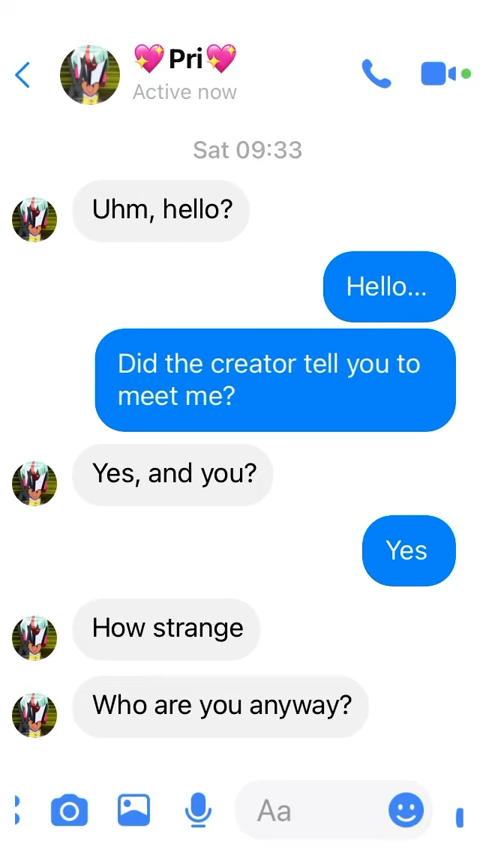 💖Pri💖
Active now
Sat 09:33
Uhm, hello?
Hello...
Did the creator tell you to
meet me?
Yes, and you?
Yes
How strange
Who are you anyway?
Aa